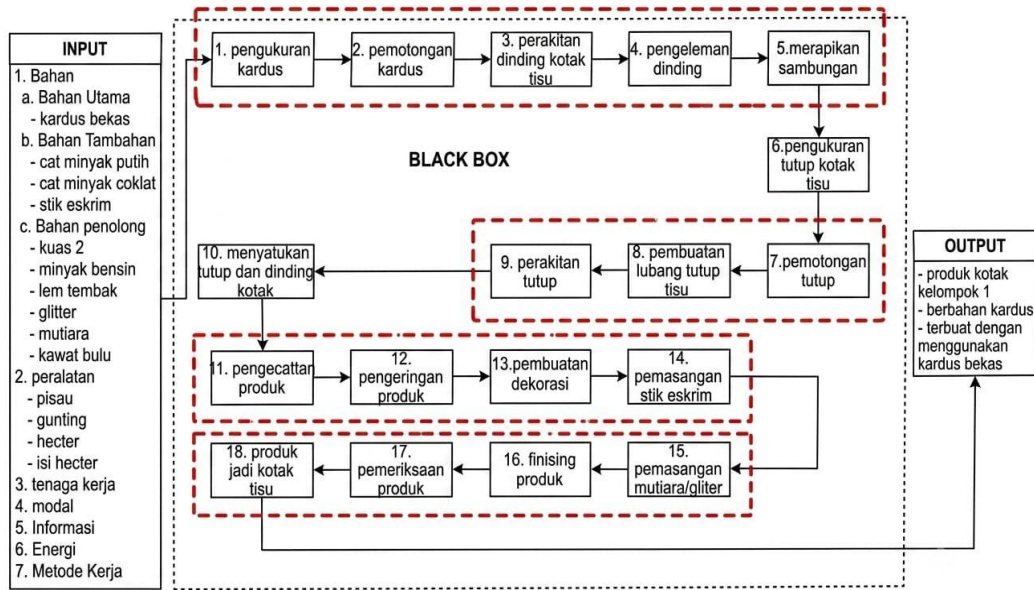 INPUT
1. Bahan
a. Bahan Utama
- kardus bekas
b. Bahan Tambahan
- cat minyak putih
- cat minyak coklat
- stik eskrim
c. Bahan penolong
- kuas 2
- minyak bensin
- lem tembak
- glitter
- mutiara
- kawat bulu
2. peralatan
- pisau
- gunting
- hecter
- isi hecter
3. tenaga kerja
4. modal
5. Informasi
6. Energi
7. Metode Kerja
1. pengukuran
kardus
2. pemotongan
kardus
3. perakitan
dinding kotak
tisu
4. pengeleman
dinding
5.merapikan
sambungan
BLACK BOX
6.pengukuran
tutup kotak
tisu
7.pemotongan
tutup
8. pembuatan
lubang tutup
tisu
9. perakitan
tutup
10. menyatukan
tutup dan dinding
kotak
11. pengecattan
produk
12.
pengeringan
produk
13.pembuatan
dekorasi
14.
pemasangan
stik eskrim
15.
pemasangan
mutiara/gliter
16. finising
produk
17.
pemeriksaan
produk
18. produk
jadi kotak
tisu
OUTPUT
- produk kotak
kelompok 1
- berbahan kardus
- terbuat dengan
menggunakan
kardus bekas